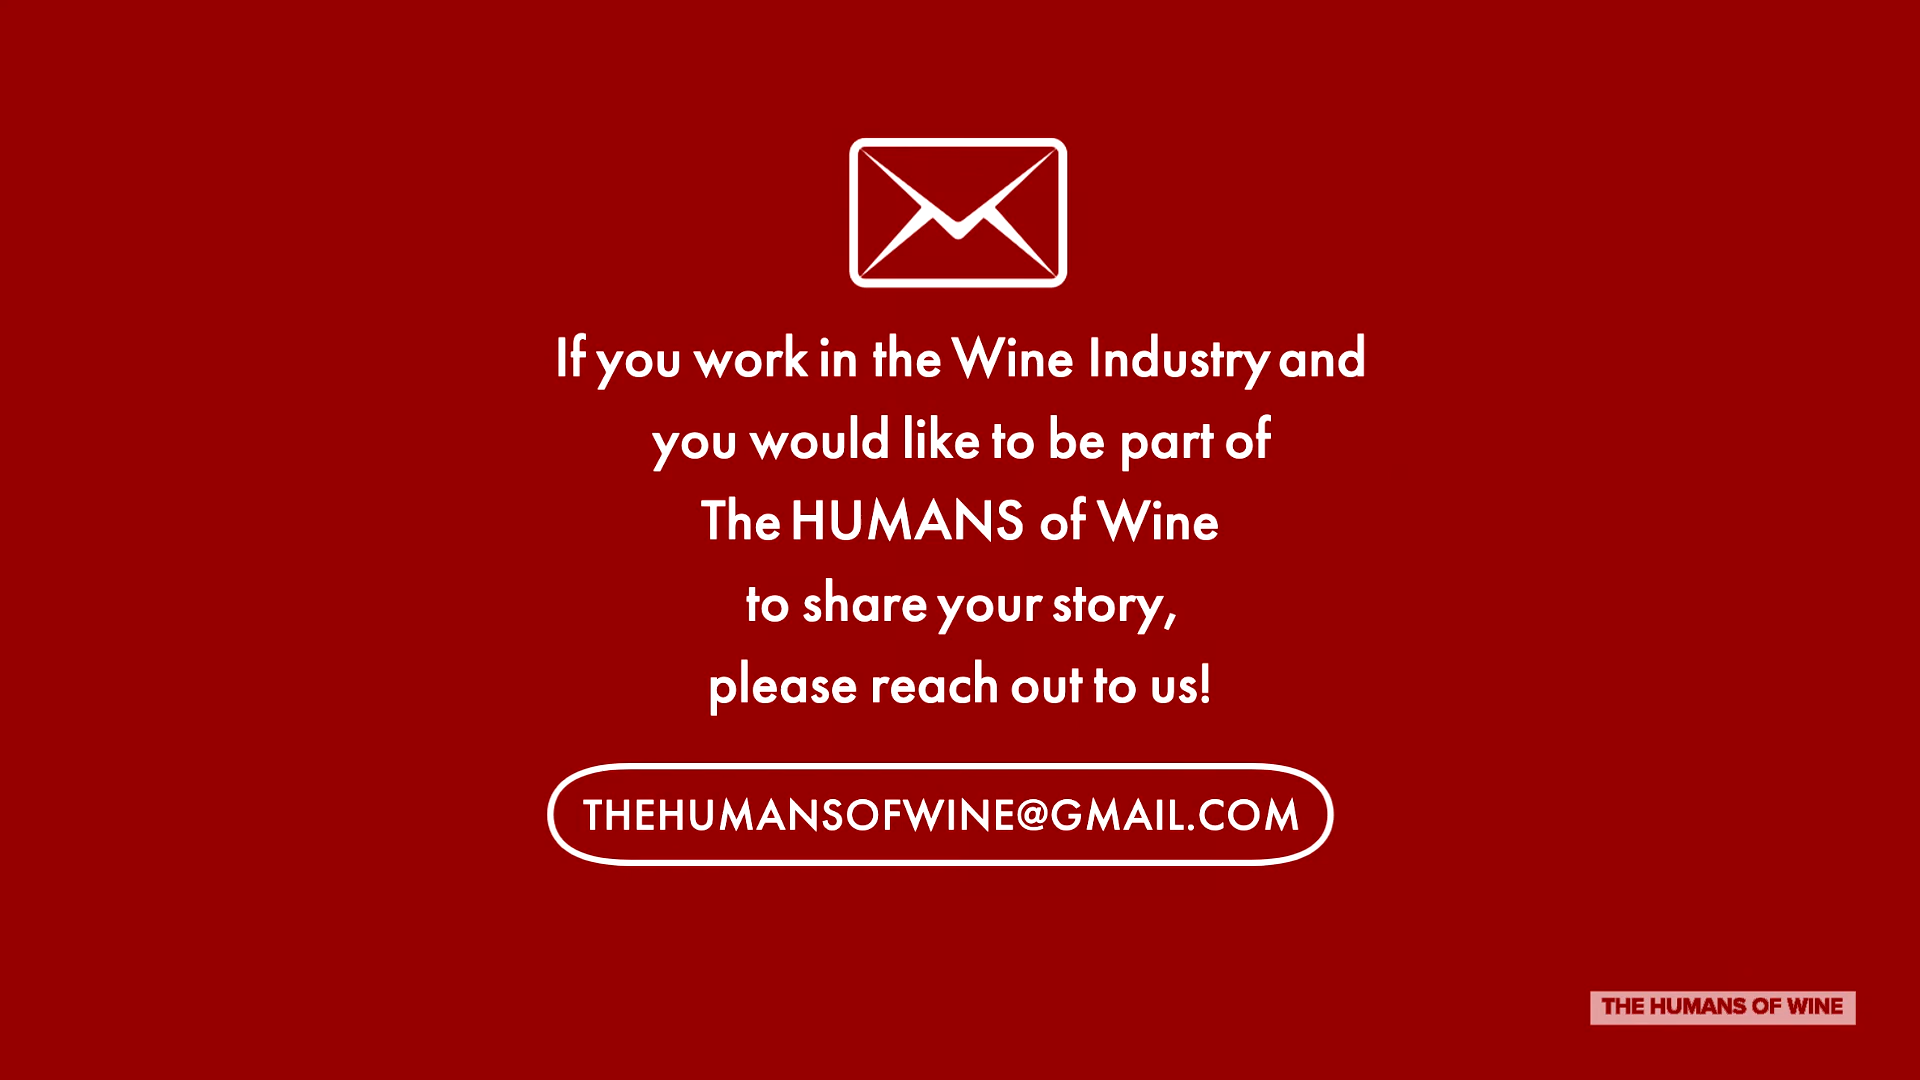 If you work in the Wine Industry and
you would like to be part of
The HUMANS of Wine
to share your story,
please reach out to us!
THEHUMANSOFWINE@GMAIL.COM
THE HUMANS OF WINE